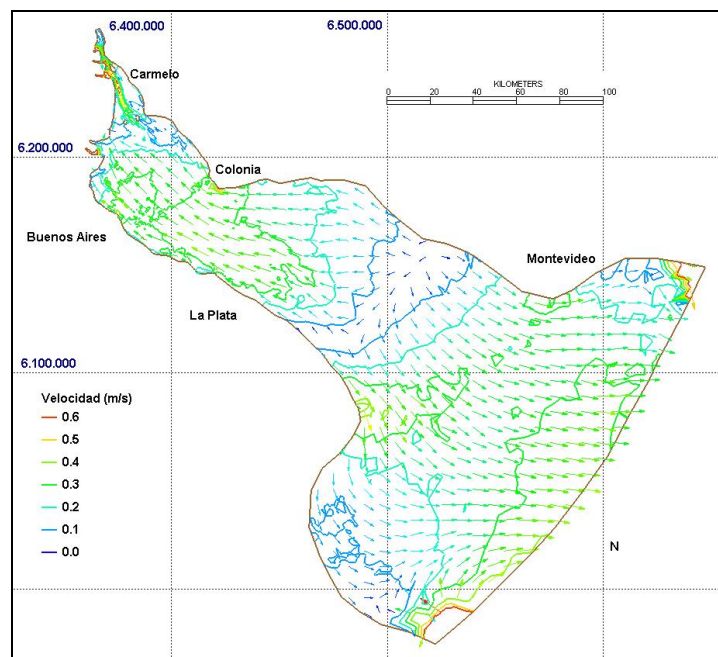 6.400.000
6.500.000
Carmelo
KILOMETERS
0 20 40 60 80 100
6.200.000
Colonia
Buenos Aires
Montevideo
La Plata
6.100.000
Velocidad (m/s)
0.6
0.5
0.4
0.3
0.2
0.1
0.0
N